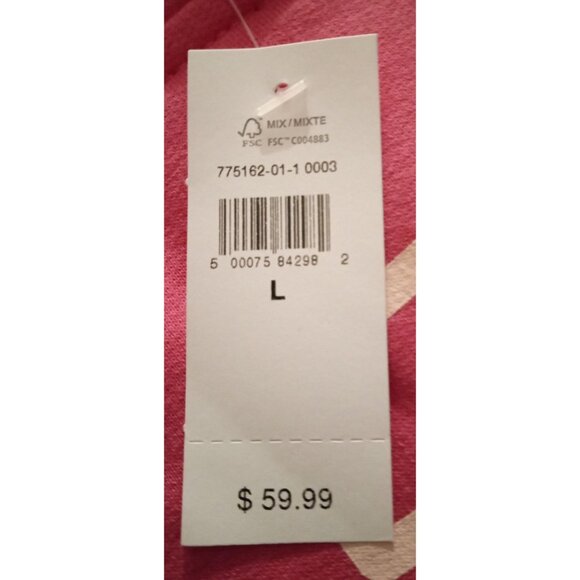 MIX/MIXTE
FSC FSC™ C004883
775162-01-1 0003
5 00075 84298 2
L
$ 59.99